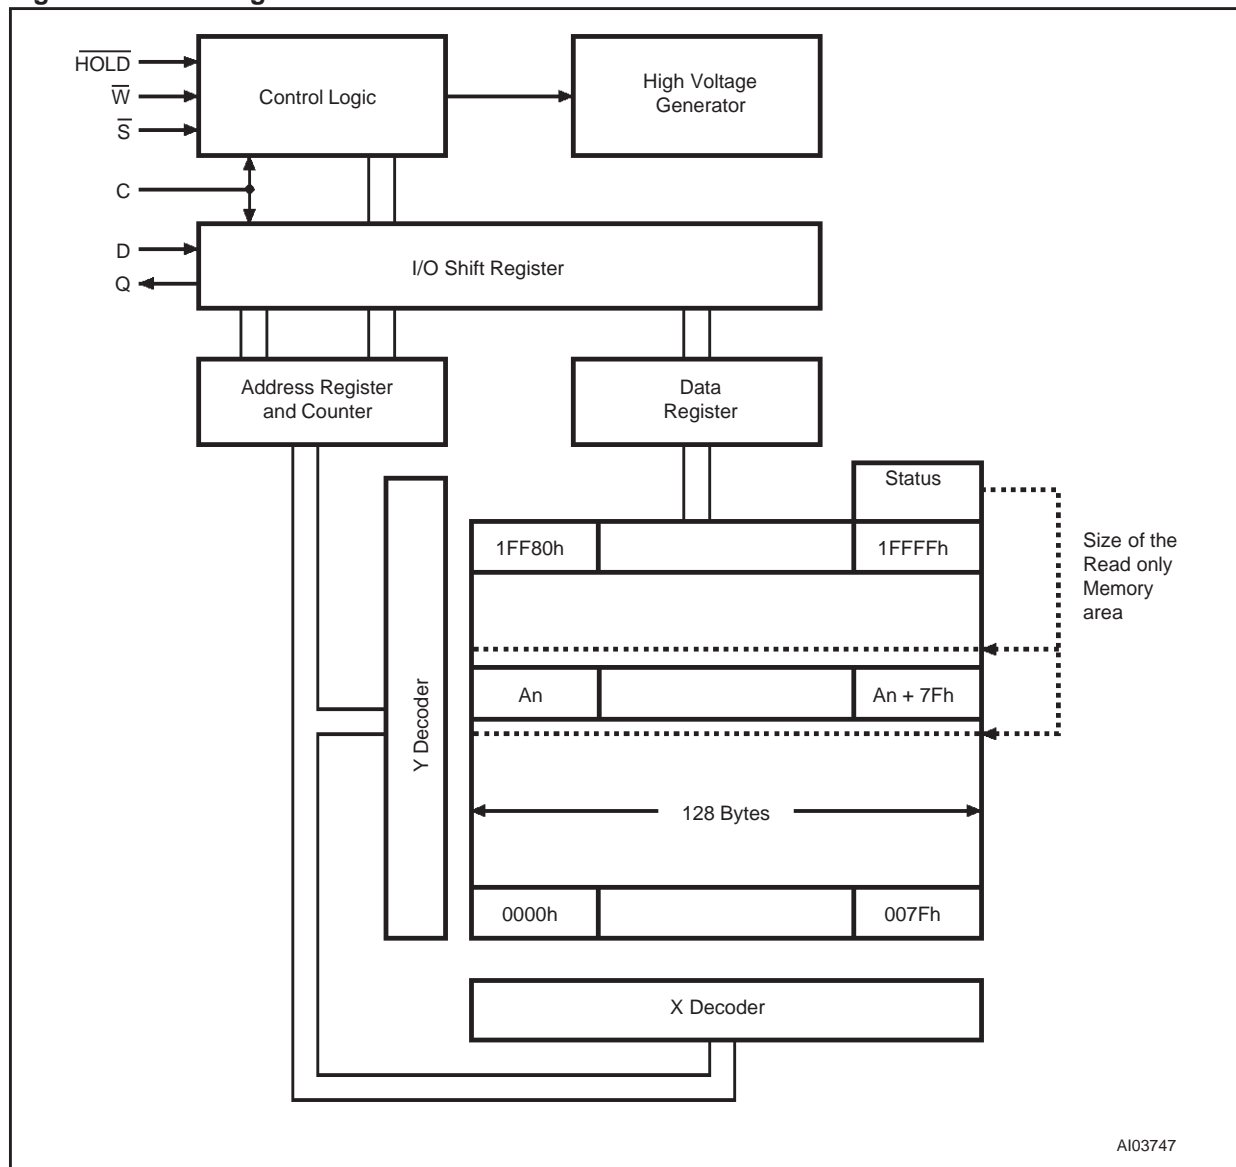 HOLD
W
S
C
D
Q
Control Logic
High Voltage
Generator
I/O Shift Register
Address Register
and Counter
Data
Register
Status
1FF80h
1FFFFh
Size of the
Read only
Memory
area
An
An + 7Fh
Y Decoder
128 Bytes
0000h
007Fh
X Decoder
AI03747